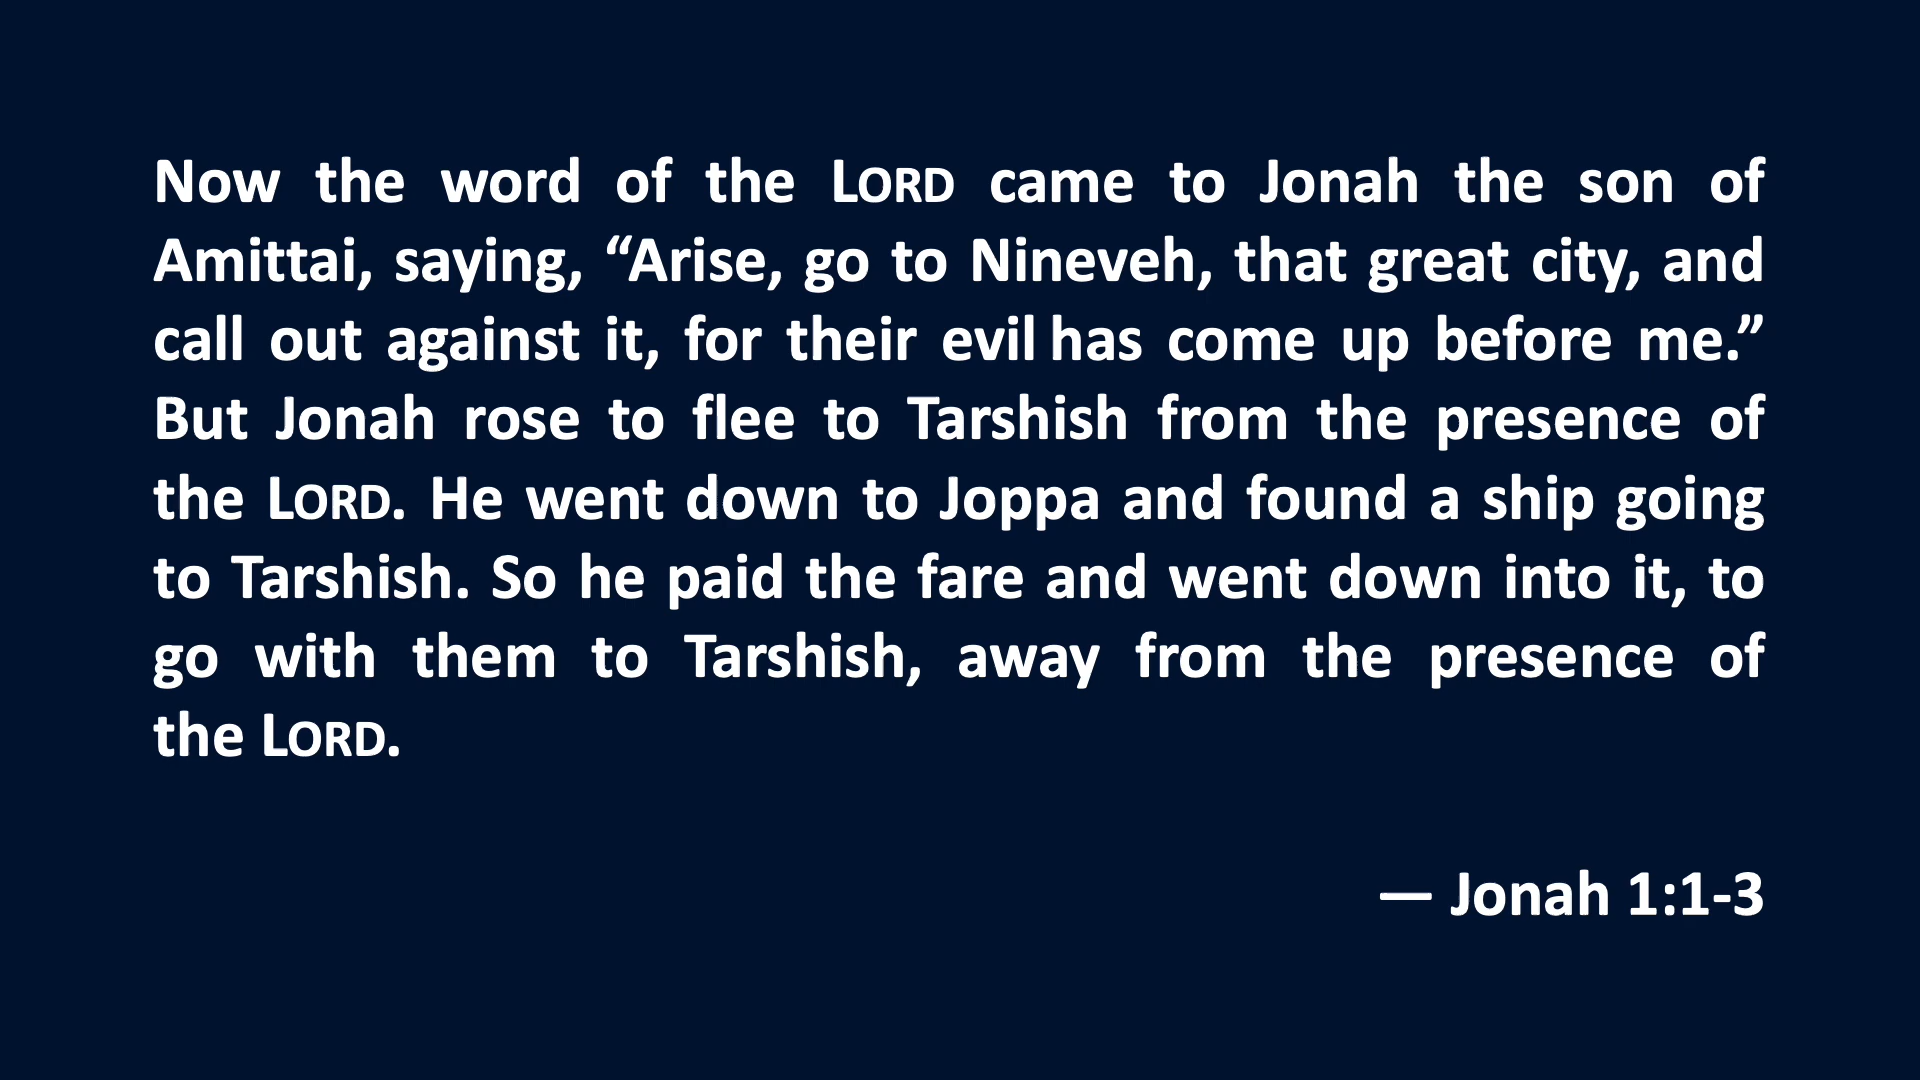 Now the word of the LORD came to Jonah the son of
Amittai, saying, “Arise, go to Nineveh, that great city, and
call out against it, for their evil has come up before me.”
But Jonah rose to flee to Tarshish from the presence of
the LORD. He went down to Joppa and found a ship going
to Tarshish. So he paid the fare and went down into it, to
go with them to Tarshish, away from the presence of
the LORD.
— Jonah 1:1-3